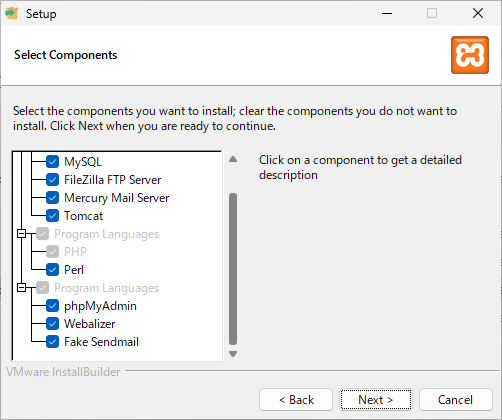 Setup
Select Components
Select the components you want to install; clear the components you do not want to
install. Click Next when you are ready to continue.
MySQL
FileZilla FTP Server
Mercury Mail Server
Tomcat
Program Languages
PHP
Perl
Program Languages
phpMyAdmin
Webalizer
Fake Sendmail
Click on a component to get a detailed
description
VMware InstallBuilder
< Back
Next >
Cancel